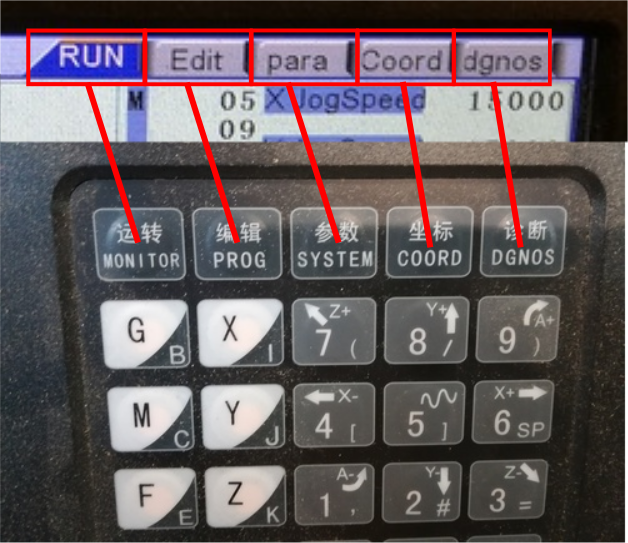 RUN Edit para Coord dgnos
M 05 X JogSpeed 15000
09
运转 编辑 参数 坐标 诊断
MONITOR PROG SYSTEM COORD DGNOS
G B X I Z+ 7 ( Y+ 8 / A+ 9 )
M C Y J X- 4 [ 5 ] X+ 6 SP
F E Z K A- 1 , Y- 2 # Z- 3 =